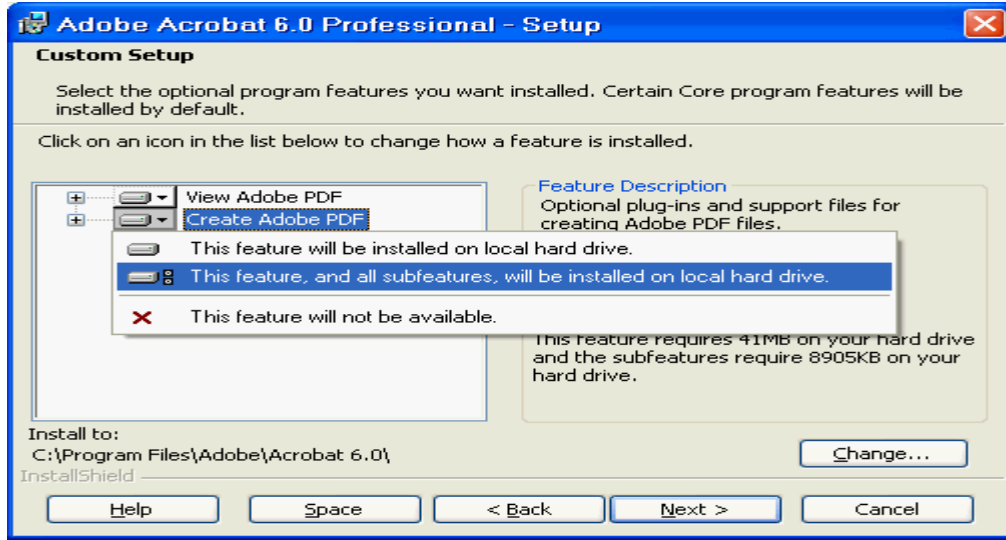 Adobe Acrobat 6.0 Professional - Setup
Custom Setup
Select the optional program features you want installed. Certain Core program features will be
installed by default.
Click on an icon in the list below to change how a feature is installed.
View Adobe PDF
Create Adobe PDF
Feature Description
Optional plug-ins and support files for
creating Adobe PDF files.
This feature will be installed on local hard drive.
This feature, and all subfeatures, will be installed on local hard drive.
This feature will not be available.
This feature requires 41MB on your hard drive
and the subfeatures require 8905KB on your
hard drive.
Install to:
C:\Program Files\Adobe\Acrobat 6.0\
Change...
InstallShield
Help
Space
< Back
Next >
Cancel